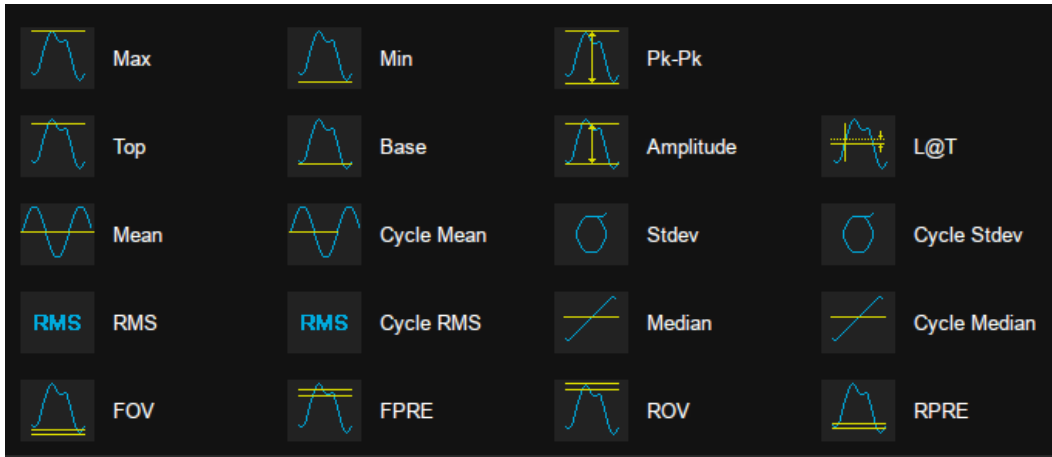 Max Min Pk-Pk
Top Base Amplitude L@T
Mean Cycle Mean Stdev Cycle Stdev
RMS RMS RMS Cycle RMS Median Cycle Median
FOV FPRE ROV RPRE